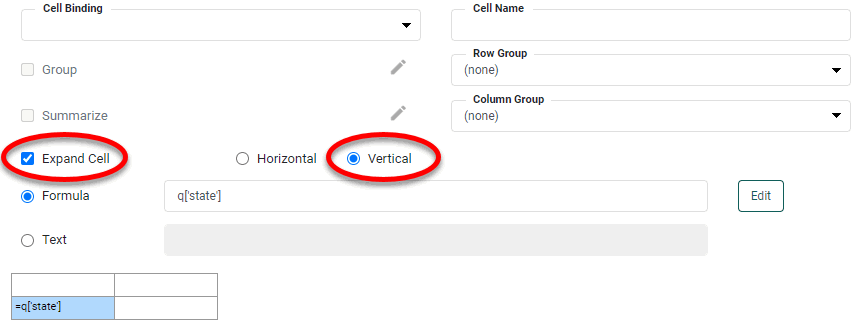 Cell Binding
Cell Name
Group
Row Group
(none)
Summarize
Column Group
(none)
Expand Cell
Horizontal
Vertical
Formula
q['state']
Edit
Text
=q['state']